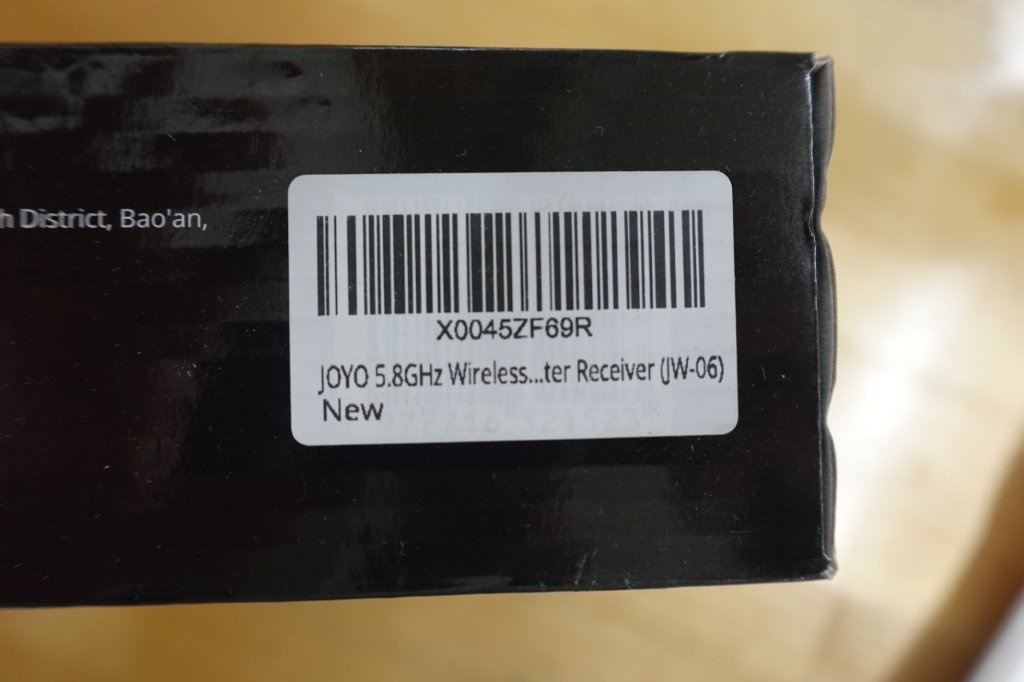 District, Bao'an,
X0045ZF69R
JOYO 5.8GHz Wireless...ter Receiver (JW-06)
New